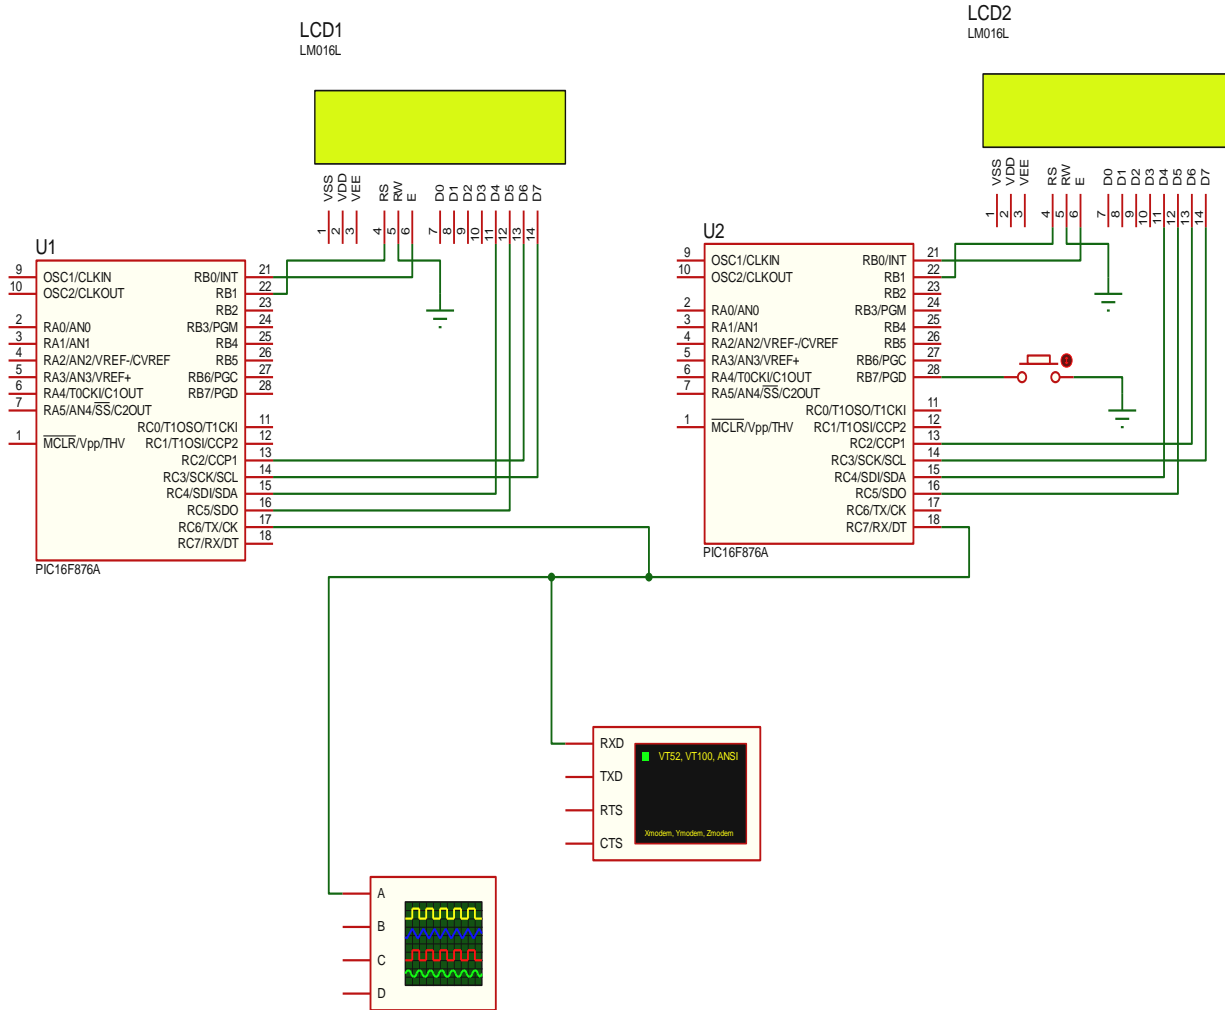 LCD1
LM016L
VSS VDD VEE RS RW E D0 D1 D2 D3 D4 D5 D6 D7
1 2 3 4 5 6 7 8 9 10 11 12 13 14
LCD2
LM016L
VSS VDD VEE RS RW E D0 D1 D2 D3 D4 D5 D6 D7
1 2 3 4 5 6 7 8 9 10 11 12 13 14
U1
9 OSC1/CLKIN RB0/INT 21
10 OSC2/CLKOUT RB1 22
RB2 23
2 RA0/AN0 RB3/PGM 24
3 RA1/AN1 RB4 25
4 RA2/AN2/VREF-/CVREF RB5 26
5 RA3/AN3/VREF+ RB6/PGC 27
6 RA4/T0CKI/C1OUT RB7/PGD 28
7 RA5/AN4/SS/C2OUT
RC0/T1OSO/T1CKI 11
1 MCLR/Vpp/THV RC1/T1OSI/CCP2 12
RC2/CCP1 13
RC3/SCK/SCL 14
RC4/SDI/SDA 15
RC5/SDO 16
RC6/TX/CK 17
RC7/RX/DT 18
PIC16F876A
U2
9 OSC1/CLKIN RB0/INT 21
10 OSC2/CLKOUT RB1 22
RB2 23
2 RA0/AN0 RB3/PGM 24
3 RA1/AN1 RB4 25
4 RA2/AN2/VREF-/CVREF RB5 26
5 RA3/AN3/VREF+ RB6/PGC 27
6 RA4/T0CKI/C1OUT RB7/PGD 28
7 RA5/AN4/SS/C2OUT
RC0/T1OSO/T1CKI 11
1 MCLR/Vpp/THV RC1/T1OSI/CCP2 12
RC2/CCP1 13
RC3/SCK/SCL 14
RC4/SDI/SDA 15
RC5/SDO 16
RC6/TX/CK 17
RC7/RX/DT 18
PIC16F876A
RXD
TXD
RTS
CTS
VT52, VT100, ANSI
Xmodem, Ymodem, Zmodem
A
B
C
D